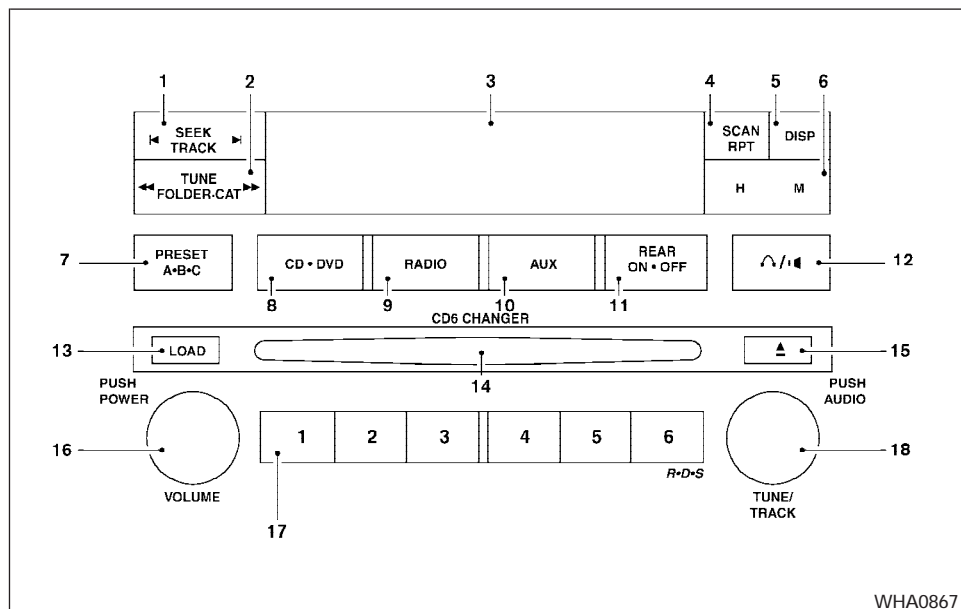 1 2 3 4 5 6
SEEK
TRACK
SCAN
RPT
DISP
TUNE
FOLDER•CAT
H M
7
PRESET
A•B•C
CD • DVD
RADIO
AUX
REAR
ON • OFF
12
8 9 10 11
CD6 CHANGER
13
LOAD
14
15
PUSH
POWER
PUSH
AUDIO
16
1 2 3 4 5 6
18
R•D•S
VOLUME
17
TUNE/
TRACK
WHA0867